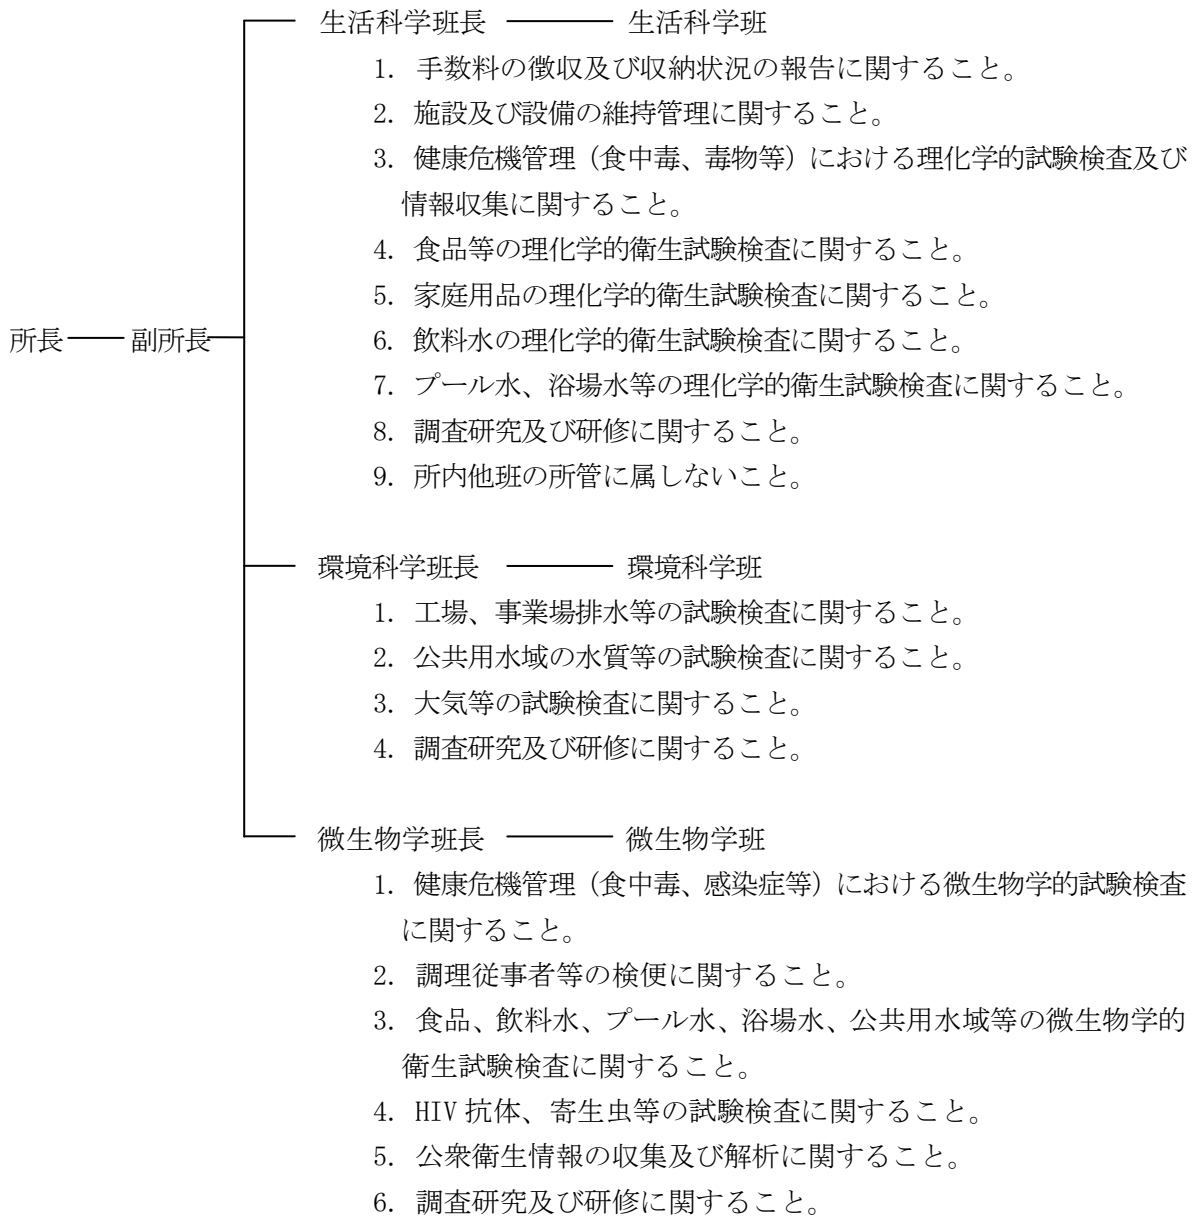 生活科学班長 生活科学班
1. 手数料の徴収及び収納状況の報告に関すること。
2. 施設及び設備の維持管理に関すること。
3. 健康危機管理（食中毒、毒物等）における理化学的試験検査及び
情報収集に関すること。
4. 食品等の理化学的衛生試験検査に関すること。
5. 家庭用品の理化学的衛生試験検査に関すること。
所長 副所長
6. 飲料水の理化学的衛生試験検査に関すること。
7. プール水、浴場水等の理化学的衛生試験検査に関すること。
8. 調査研究及び研修に関すること。
9. 所内他班の所管に属しないこと。
環境科学班長 環境科学班
1. 工場、事業場排水等の試験検査に関すること。
2. 公共用水域の水質等の試験検査に関すること。
3. 大気等の試験検査に関すること。
4. 調査研究及び研修に関すること。
微生物学班長 微生物学班
1. 健康危機管理（食中毒、感染症等）における微生物学的試験検査
に関すること。
2. 調理従事者等の検便に関すること。
3. 食品、飲料水、プール水、浴場水、公共用水域等の微生物学的
衛生試験検査に関すること。
4. HIV 抗体、寄生虫等の試験検査に関すること。
5. 公衆衛生情報の収集及び解析に関すること。
6. 調査研究及び研修に関すること。